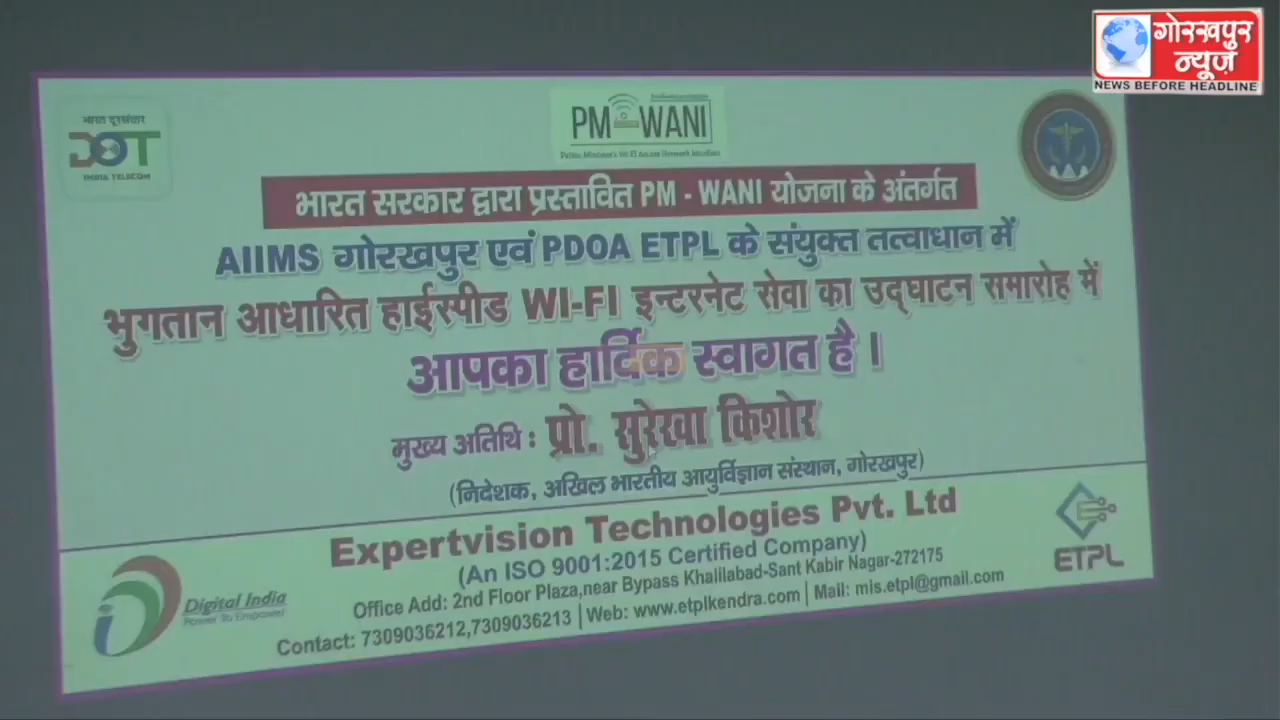 गोरखपुर
न्यूज़
NEWS BEFORE HEADLINE
भारत दूरसंचार
DOT
INDIA TELECOM
PM WANI
भारत सरकार द्वारा प्रस्तावित PM - WANI योजना के अंतर्गत
AIIMS गोरखपुर एवं PDOA ETPL के संयुक्त तत्वाधान में
भुगतान आधारित हाईस्पीड WI-FI इन्टरनेट सेवा का उद्घाटन समारोह में
आपका हार्दिक स्वागत है ।
मुख्य अतिथि : प्रो. सुरेखा किशोर
(निदेशक, अखिल भारतीय आयुर्विज्ञान संस्थान, गोरखपुर)
Expertvision Technologies Pvt. Ltd
(An ISO 9001:2015 Certified Company)
Office Add: 2nd Floor Plaza,near Bypass Khalilabad-Sant Kabir Nagar-272175
Contact: 7309036212,7309036213 | Web: www.etplkendra.com | Mail: mis.etpl@gmail.com
Digital India
Power To Empower
ETPL